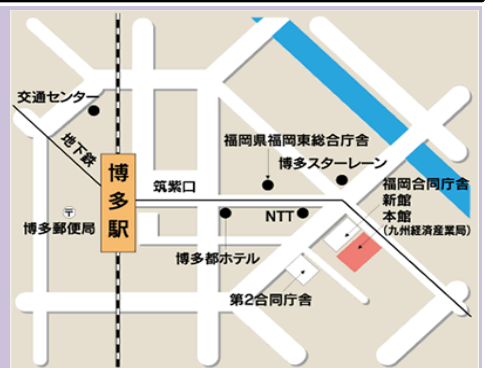 交通センター
地下鉄
博多駅
筑紫口
〒
博多郵便局
福岡県福岡東総合庁舎
博多スターレーン
福岡合同庁舎
新館
本館
(九州経済産業局)
NTT
博多都ホテル
第2合同庁舎